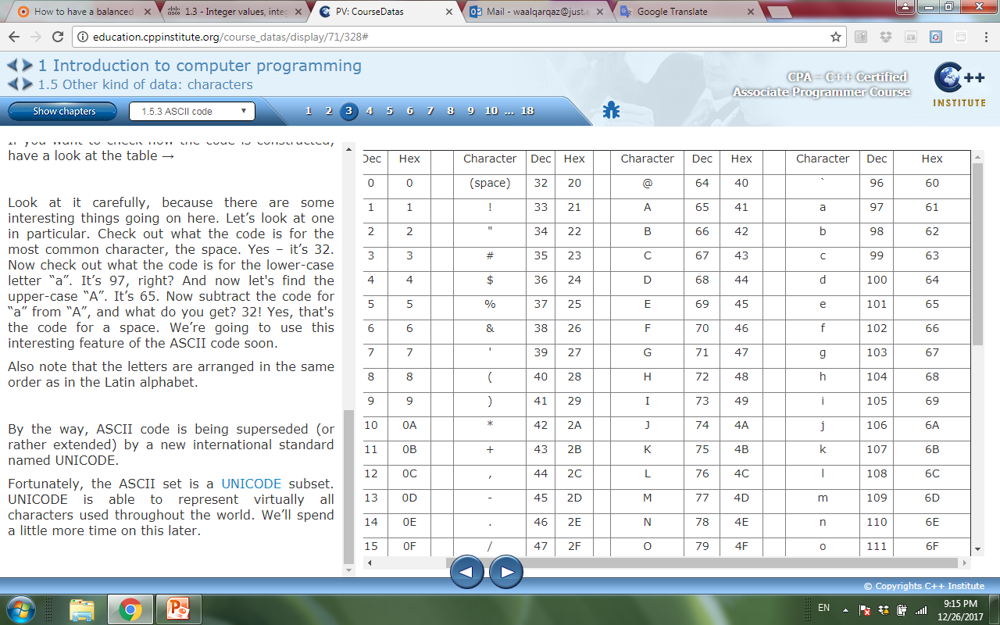 How to have a balanced
1.3 - Integer values, integ
PV: CourseDatas
Mail - waalqarqaz@just.e
Google Translate
education.cppinstitute.org/course_datas/display/71/328#
1 Introduction to computer programming
1.5 Other kind of data: characters
CPA – C++ Certified
Associate Programmer Course
C++
INSTITUTE
Show chapters
1.5.3 ASCII code
1 2 3 4 5 6 7 8 9 10 ... 18
If you want to check how the code is constructed,
have a look at the table →
Look at it carefully, because there are some
interesting things going on here. Let’s look at one
in particular. Check out what the code is for the
most common character, the space. Yes – it’s 32.
Now check out what the code is for the lower-case
letter “a”. It’s 97, right? And now let's find the
upper-case “A”. It’s 65. Now subtract the code for
“a” from “A”, and what do you get? 32! Yes, that's
the code for a space. We’re going to use this
interesting feature of the ASCII code soon.
Also note that the letters are arranged in the same
order as in the Latin alphabet.
By the way, ASCII code is being superseded (or
rather extended) by a new international standard
named UNICODE.
Fortunately, the ASCII set is a UNICODE subset.
UNICODE is able to represent virtually all
characters used throughout the world. We’ll spend
a little more time on this later.
Dec Hex Character Dec Hex Character Dec Hex Character Dec Hex
0 0 (space) 32 20 @ 64 40 ` 96 60
1 1 ! 33 21 A 65 41 a 97 61
2 2 " 34 22 B 66 42 b 98 62
3 3 # 35 23 C 67 43 c 99 63
4 4 $ 36 24 D 68 44 d 100 64
5 5 % 37 25 E 69 45 e 101 65
6 6 & 38 26 F 70 46 f 102 66
7 7 ' 39 27 G 71 47 g 103 67
8 8 ( 40 28 H 72 48 h 104 68
9 9 ) 41 29 I 73 49 i 105 69
10 0A * 42 2A J 74 4A j 106 6A
11 0B + 43 2B K 75 4B k 107 6B
12 0C , 44 2C L 76 4C l 108 6C
13 0D - 45 2D M 77 4D m 109 6D
14 0E . 46 2E N 78 4E n 110 6E
15 0F / 47 2F O 79 4F o 111 6F
© Copyrights C++ Institute
EN
9:15 PM
12/26/2017